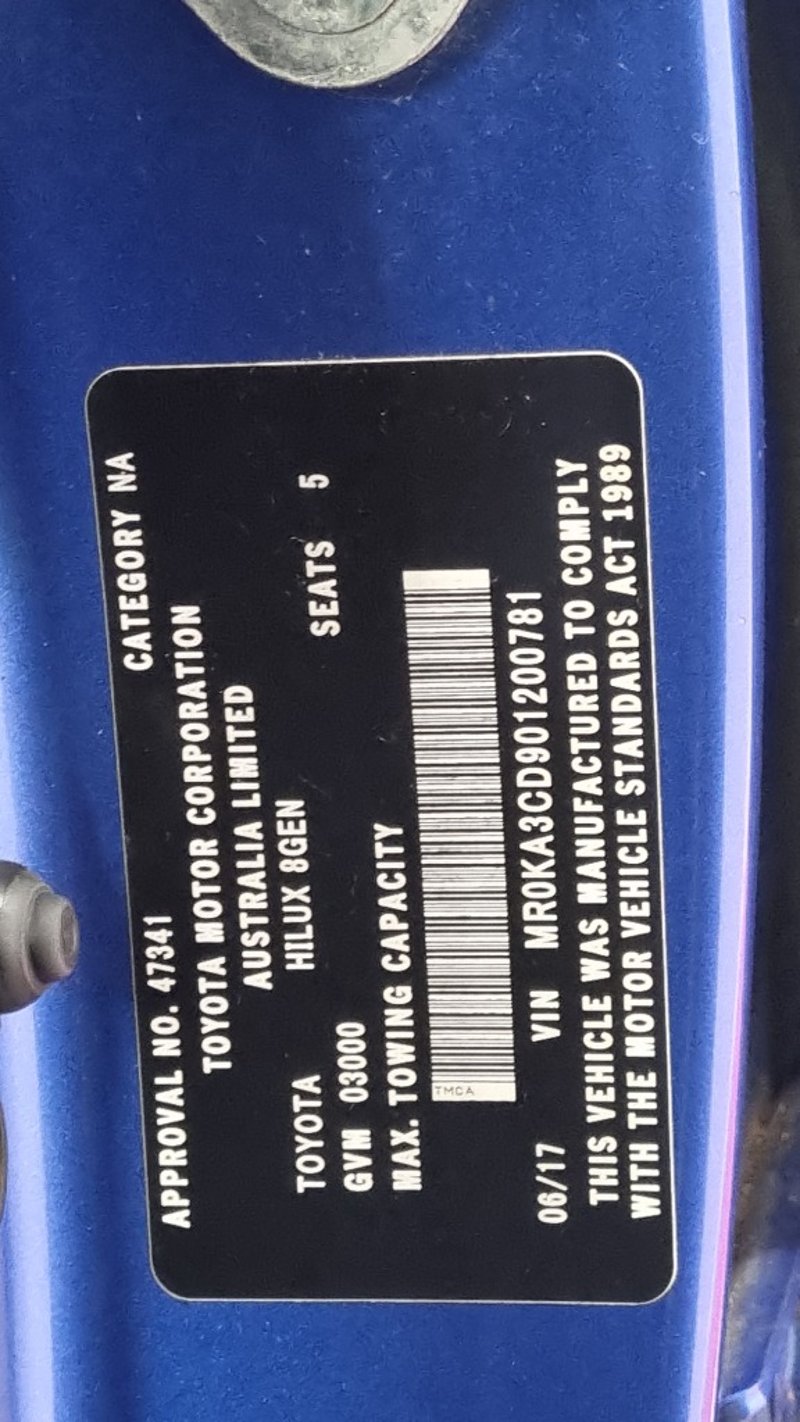 APPROVAL NO. 47341 CATEGORY NA
TOYOTA MOTOR CORPORATION
AUSTRALIA LIMITED
TOYOTA HILUX 8GEN
GVM 03000 SEATS 5
MAX. TOWING CAPACITY
TMCA
06/17 VIN MR0KA3CD901200781
THIS VEHICLE WAS MANUFACTURED TO COMPLY
WITH THE MOTOR VEHICLE STANDARDS ACT 1989